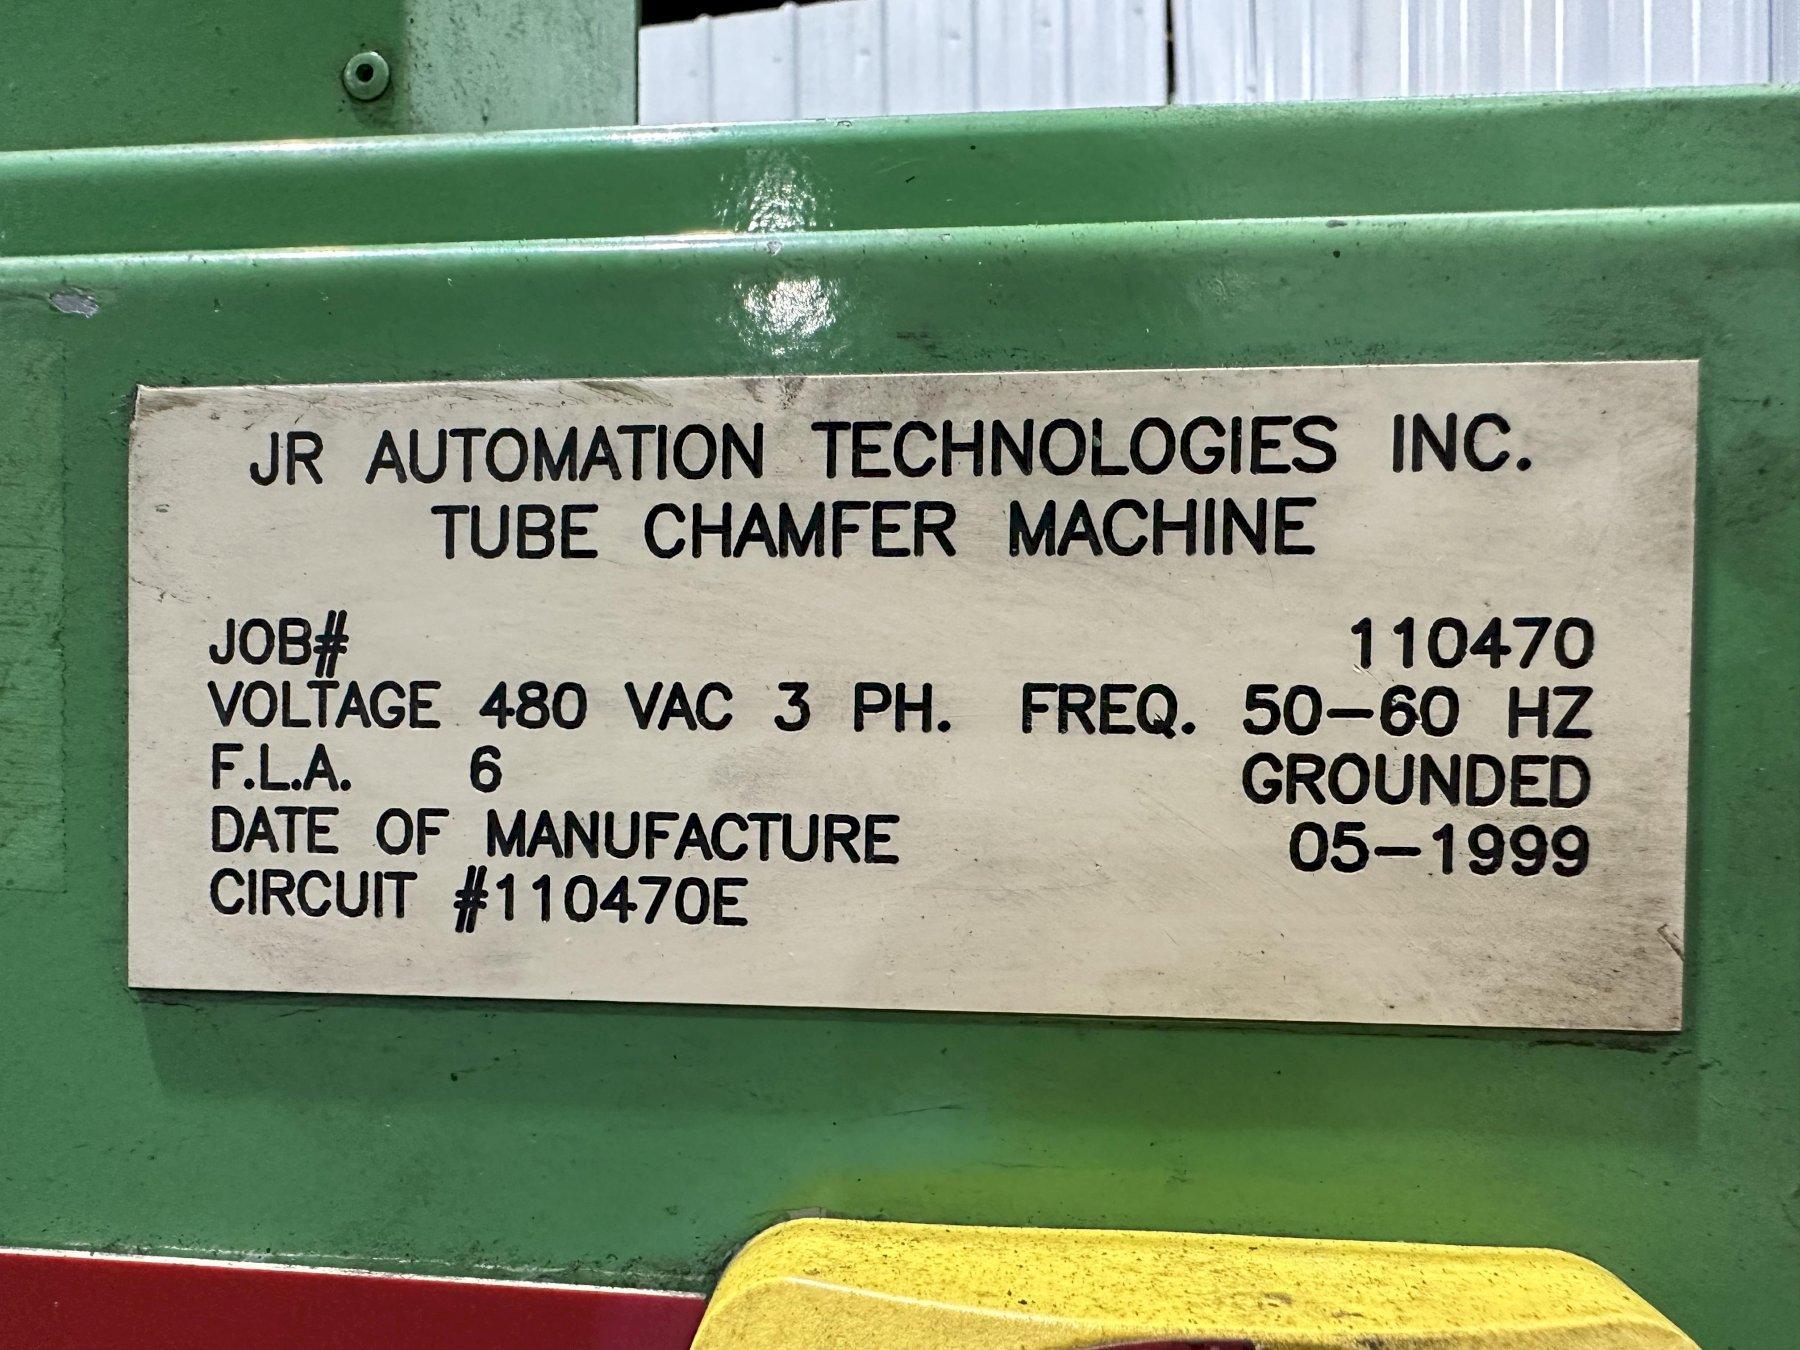 JR AUTOMATION TECHNOLOGIES INC.
TUBE CHAMFER MACHINE
JOB# 110470
VOLTAGE 480 VAC 3 PH. FREQ. 50-60 HZ
F.L.A. 6 GROUNDED
DATE OF MANUFACTURE 05-1999
CIRCUIT #110470E